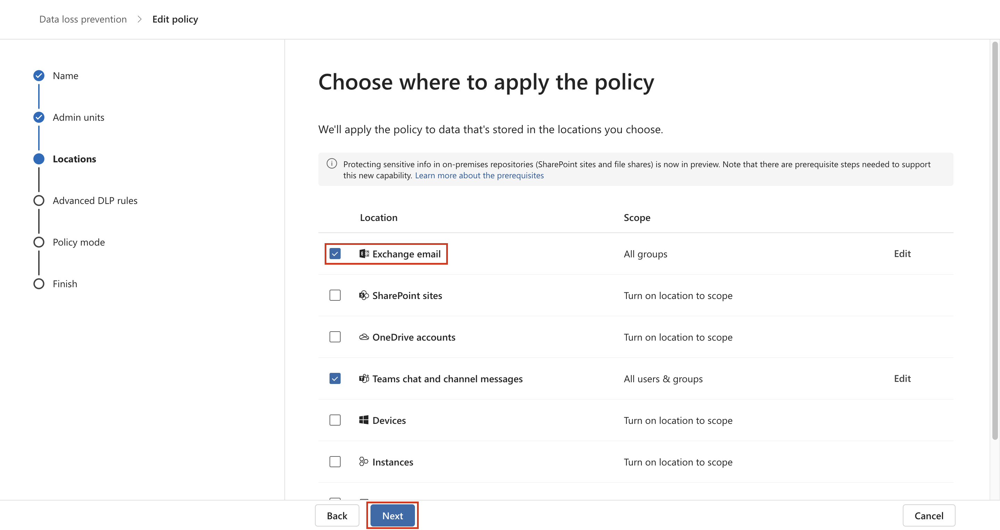 Data loss prevention > Edit policy
Name
Admin units
Locations
Advanced DLP rules
Policy mode
Finish
Choose where to apply the policy
We'll apply the policy to data that's stored in the locations you choose.
Protecting sensitive info in on-premises repositories (SharePoint sites and file shares) is now in preview. Note that there are prerequisite steps needed to support
this new capability. Learn more about the prerequisites
Location Scope
Exchange email All groups Edit
SharePoint sites Turn on location to scope
OneDrive accounts Turn on location to scope
Teams chat and channel messages All users & groups Edit
Devices Turn on location to scope
Instances Turn on location to scope
Back Next Cancel